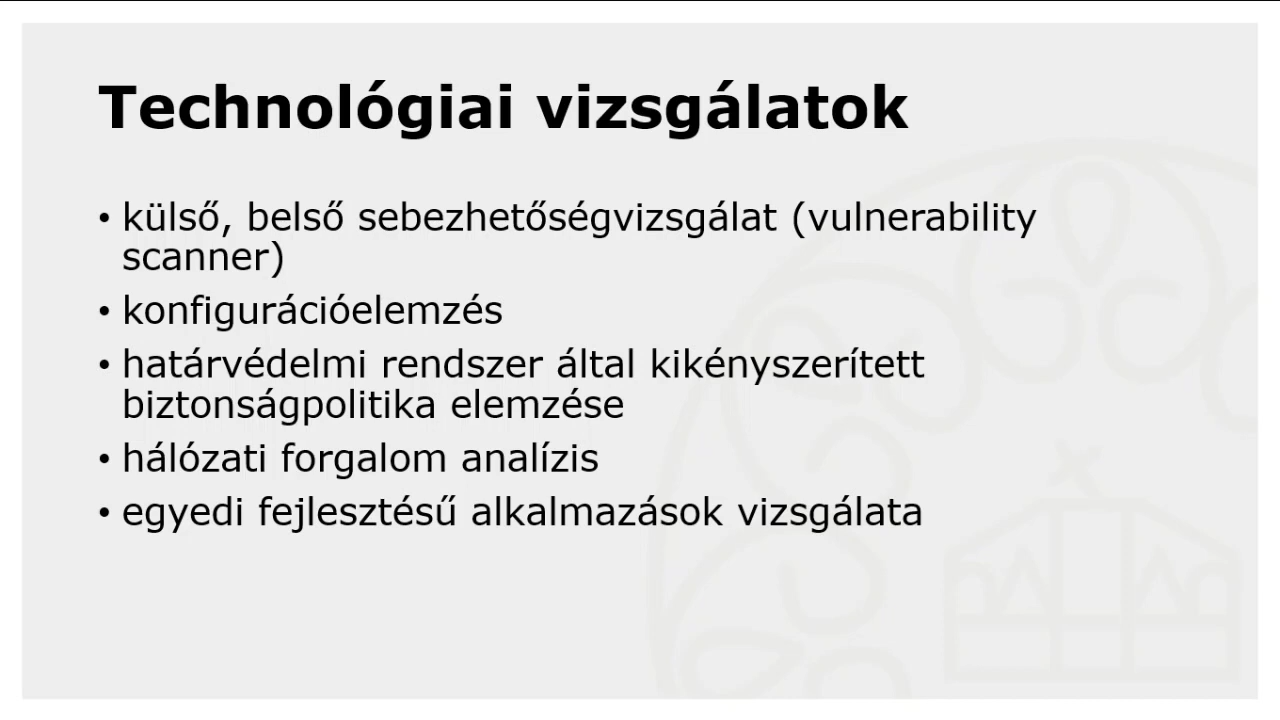 Technológiai vizsgálatok
• külső, belső sebezhetőségvizsgálat (vulnerability
scanner)
• konfigurációelemzés
• határvédelmi rendszer által kikényszerített
biztonságpolitika elemzése
• hálózati forgalom analízis
• egyedi fejlesztésű alkalmazások vizsgálata